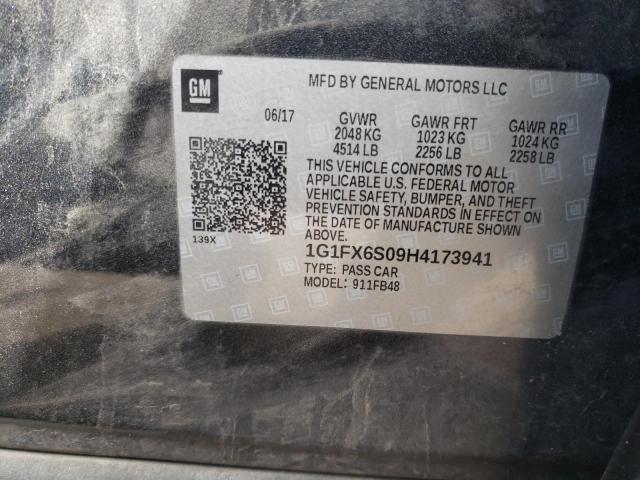 GM
MFD BY GENERAL MOTORS LLC
06/17 GVWR GAWR FRT GAWR RR
2048 KG 1023 KG 1024 KG
4514 LB 2256 LB 2258 LB
THIS VEHICLE CONFORMS TO ALL
APPLICABLE U.S. FEDERAL MOTOR
VEHICLE SAFETY, BUMPER, AND THEFT
PREVENTION STANDARDS IN EFFECT ON
THE DATE OF MANUFACTURE SHOWN
ABOVE.
139X
1G1FX6S09H4173941
TYPE: PASS CAR
MODEL: 911FB48